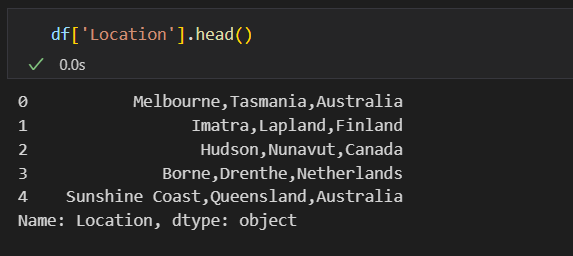 df['Location'].head()
0.0s
0 Melbourne,Tasmania,Australia
1 Imatra,Lapland,Finland
2 Hudson,Nunavut,Canada
3 Borne,Drenthe,Netherlands
4 Sunshine Coast,Queensland,Australia
Name: Location, dtype: object